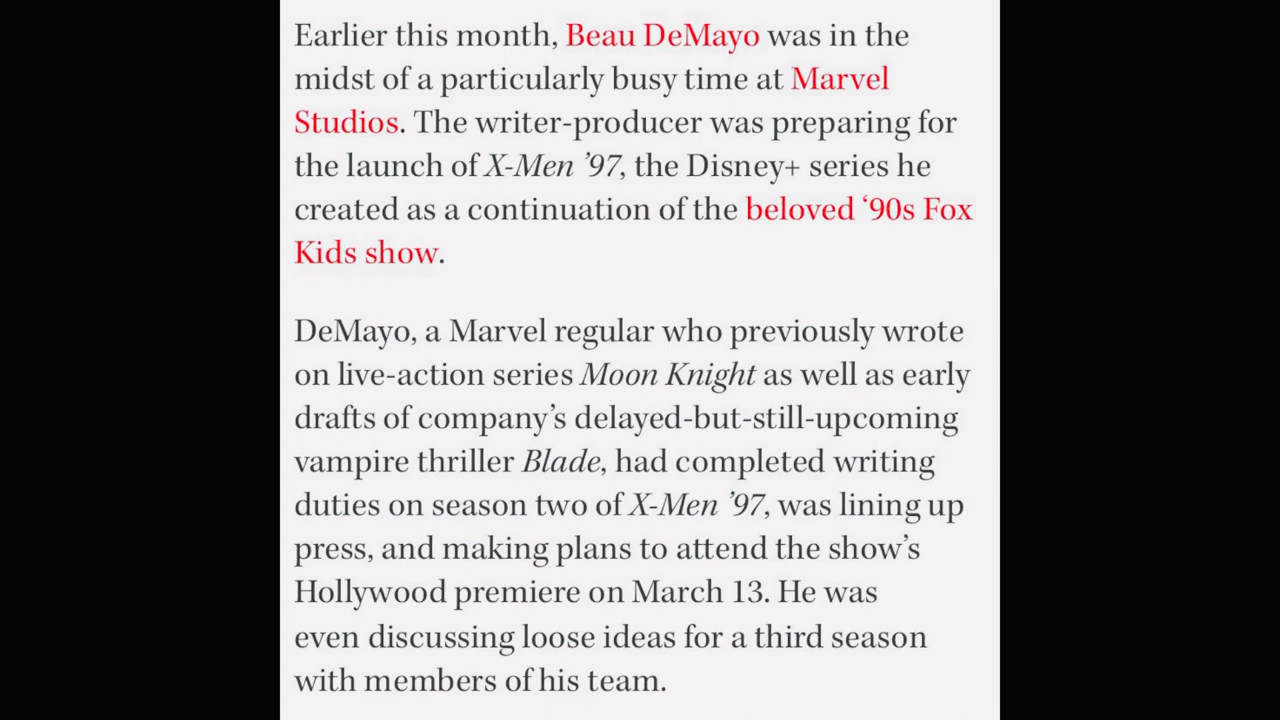 Earlier this month, Beau DeMayo was in the
midst of a particularly busy time at Marvel
Studios. The writer-producer was preparing for
the launch of X-Men ’97, the Disney+ series he
created as a continuation of the beloved ‘90s Fox
Kids show.
DeMayo, a Marvel regular who previously wrote
on live-action series Moon Knight as well as early
drafts of company’s delayed-but-still-upcoming
vampire thriller Blade, had completed writing
duties on season two of X-Men ’97, was lining up
press, and making plans to attend the show’s
Hollywood premiere on March 13. He was
even discussing loose ideas for a third season
with members of his team.